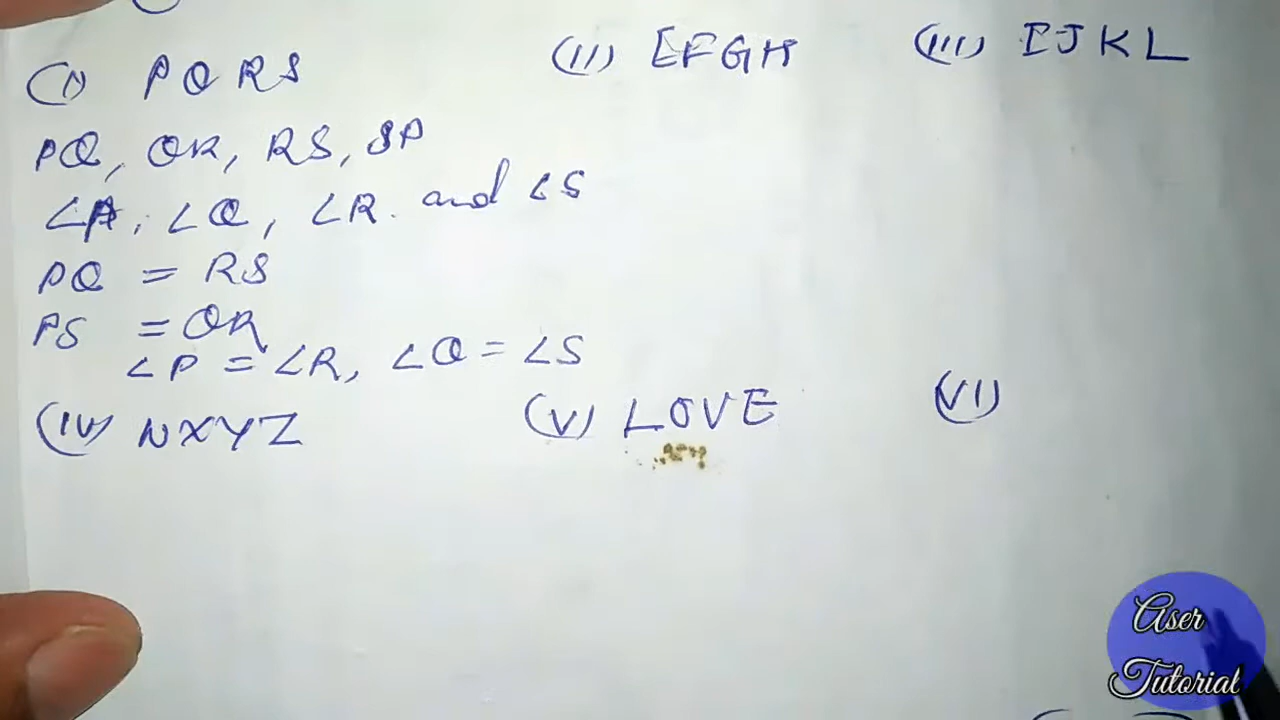 (i) PQRS
(ii) EFGH
(iii) IJKL
PQ, QR, RS, SP
∠P, ∠Q, ∠R. and ∠S
PQ = RS
PS = QR
∠P = ∠R, ∠Q = ∠S
(iv) NXYZ
(v) LOVE
(vi)
Aser
Tutorial